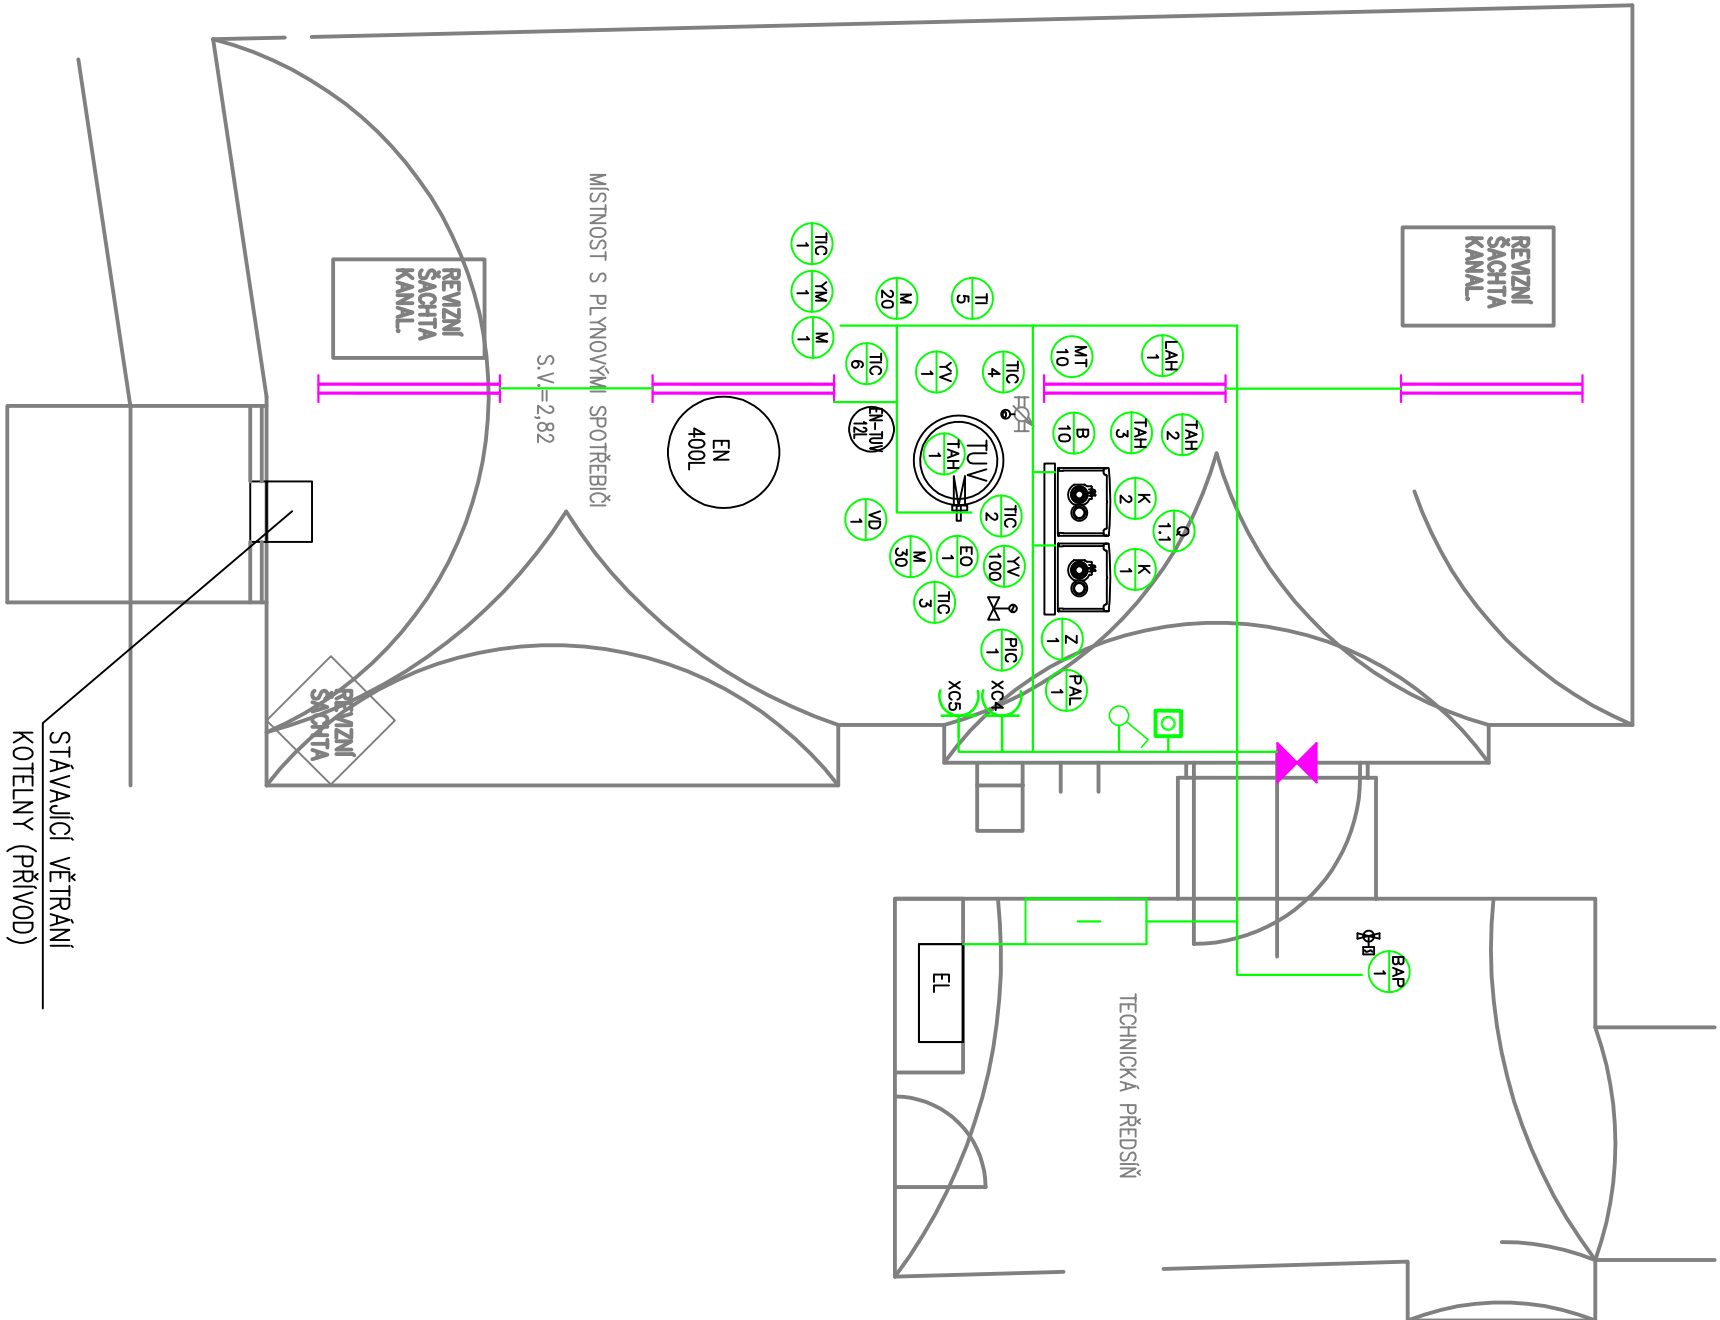 REVIZNÍ
ŠACHTA
KANAL.
REVIZNÍ
ŠACHTA
KANAL.
MÍSTNOST S PLYNOVÝMI SPOTŘEBIČI
S.V.=2,82
TIC
1
YM
1
M
1
M
20
TI
5
TIC
6
YV
1
TIC
4
MT
10
LAH
1
EN-TUV
12l
EN
400L
TUV
TAH
1
B
10
TAH
3
TAH
2
VD
1
M
30
EO
1
TIC
2
YV
100
TIC
3
K
2
Q
1.1
K
1
Z
1
PIC
1
PAL
1
XC5
XC4
REVIZNÍ
ŠACHTA
STÁVAJÍCÍ VĚTRÁNÍ
KOTELNY (PŘÍVOD)
EL
BAP
1
TECHNICKÁ PŘEDSÍŇ